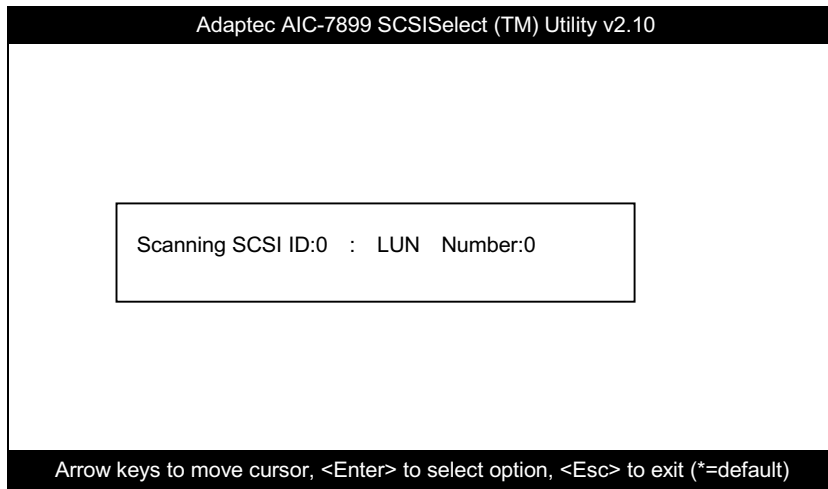 Adaptec AIC-7899 SCSISelect (TM) Utility v2.10
Scanning SCSI ID:0 : LUN Number:0
Arrow keys to move cursor, <Enter> to select option, <Esc> to exit (*=default)